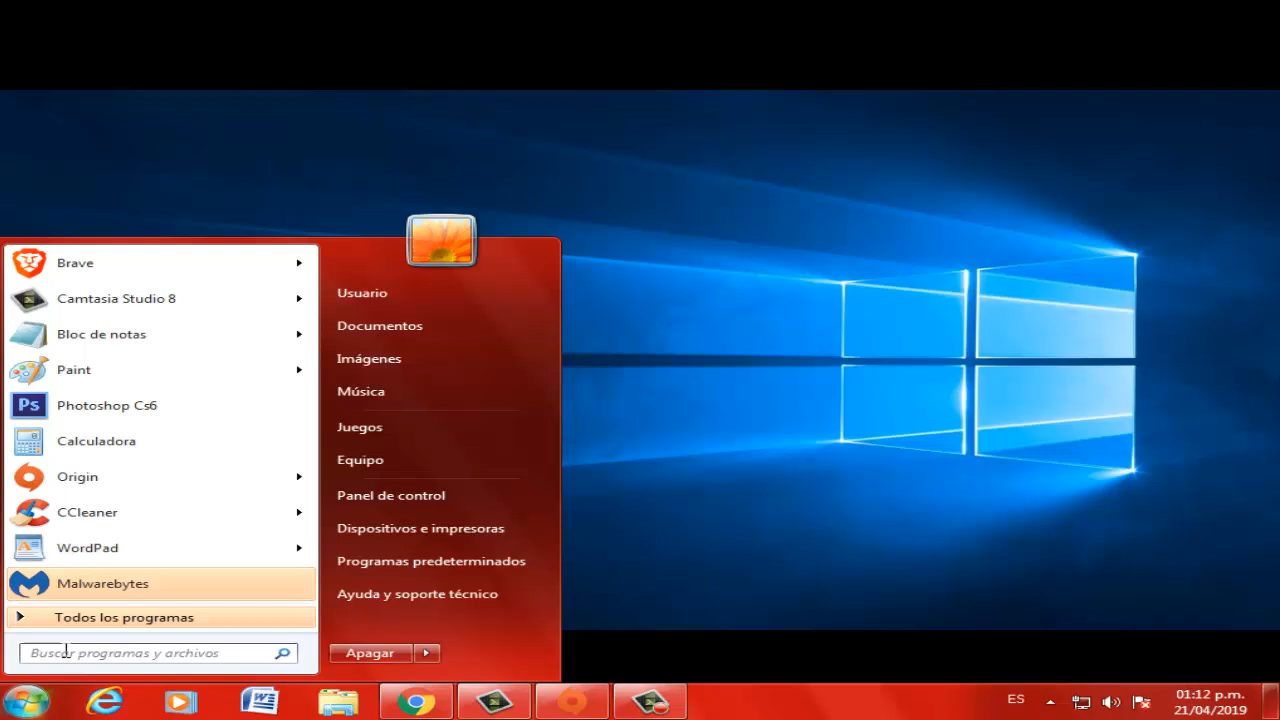 Brave
Camtasia Studio 8
Bloc de notas
Paint
Ps
Photoshop Cs6
Calculadora
Origin
CCleaner
WordPad
Malwarebytes
Todos los programas
Buscar programas y archivos
Usuario
Documentos
Imágenes
Música
Juegos
Equipo
Panel de control
Dispositivos e impresoras
Programas predeterminados
Ayuda y soporte técnico
Apagar
ES
01:12 p.m.
21/04/2019